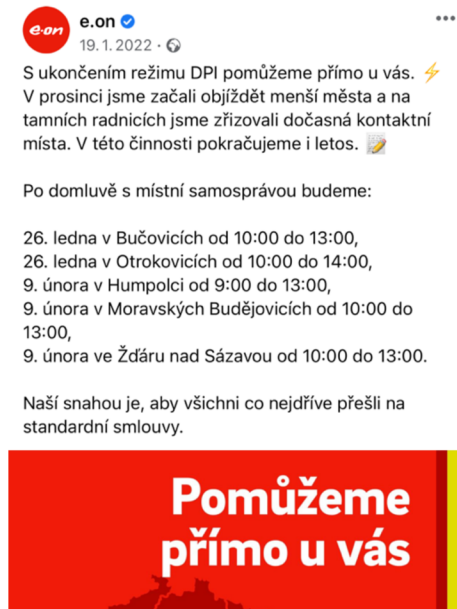 e·on
e.on
19. 1. 2022 ·
S ukončením režimu DPI pomůžeme přímo u vás. ⚡
V prosinci jsme začali objíždět menší města a na
tamních radnicích jsme zřizovali dočasná kontaktní
místa. V této činnosti pokračujeme i letos. 📝
Po domluvě s místní samosprávou budeme:
26. ledna v Bučovicích od 10:00 do 13:00,
26. ledna v Otrokovicích od 10:00 do 14:00,
9. února v Humpolci od 9:00 do 13:00,
9. února v Moravských Budějovicích od 10:00 do
13:00,
9. února ve Žďáru nad Sázavou od 10:00 do 13:00.
Naší snahou je, aby všichni co nejdříve přešli na
standardní smlouvy.
Pomůžeme
přímo u vás